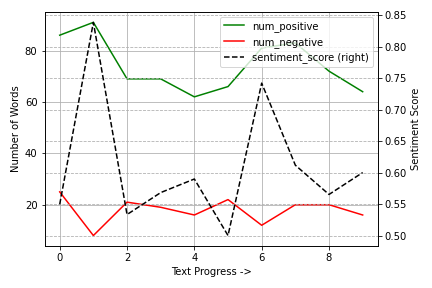 num_positive
num_negative
sentiment_score (right)
Number of Words
80
60
40
20
0.85
0.80
0.75
0.70
0.65
0.60
0.55
0.50
Sentiment Score
0 2 4 6 8
Text Progress ->